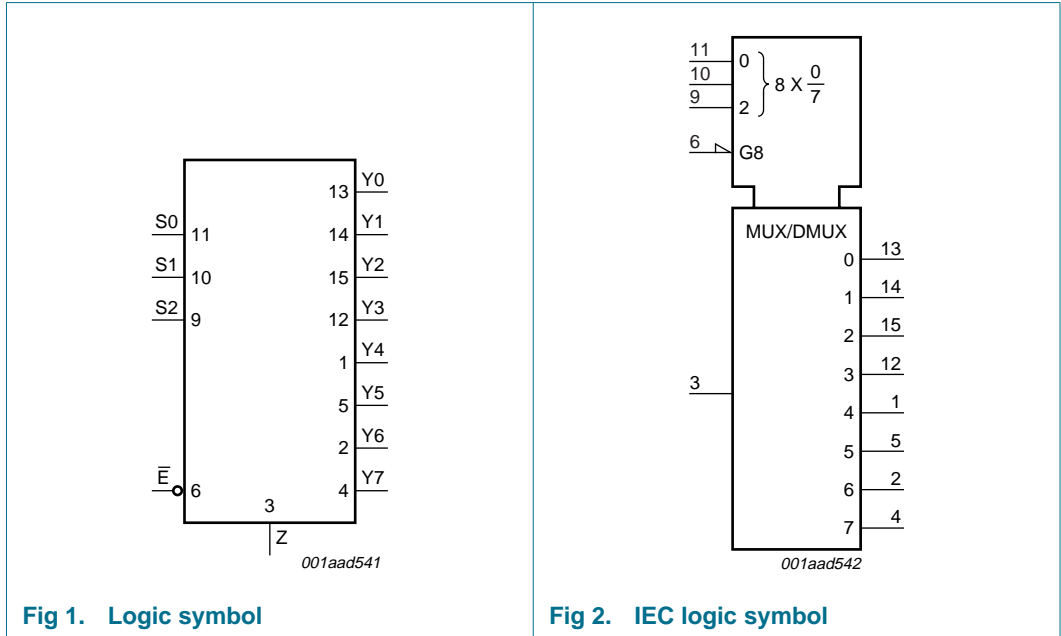 13 Y0
S0 11 14 Y1
S1 10 15 Y2
S2 9 12 Y3
1 Y4
5 Y5
2 Y6
E̅ 6 4 Y7
3
Z
001aad541
Fig 1. Logic symbol
11 0
10 8 X 0/7
9 2
6 G8
MUX/DMUX
0 13
1 14
2 15
3 12
3
4 1
5 5
6 2
7 4
001aad542
Fig 2. IEC logic symbol